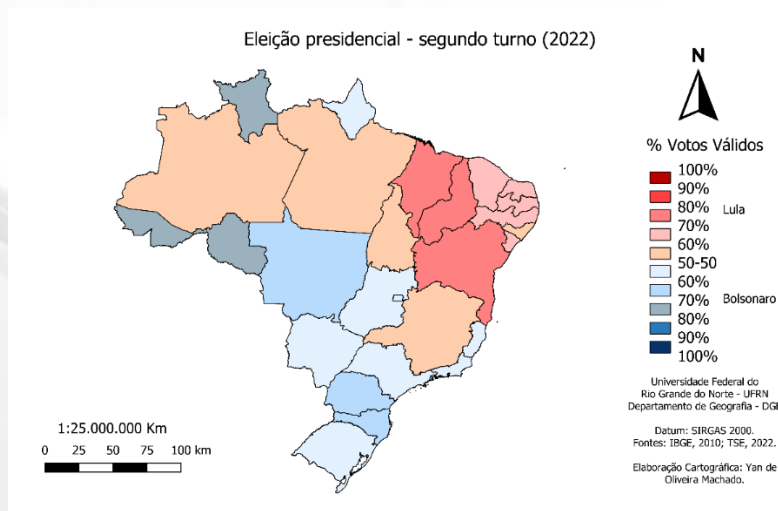 Eleição presidencial - segundo turno (2022)
N
% Votos Válidos
100%
90%
80%
Lula
70%
60%
50-50
60%
Bolsonaro
70%
80%
90%
100%
Universidade Federal do
Rio Grande do Norte - UFRN
Departamento de Geografia - DGE
Datum: SIRGAS 2000.
Fontes: IBGE, 2010; TSE, 2022.
Elaboração Cartográfica: Yan de
Oliveira Machado.
1:25.000.000 Km
0 25 50 75 100 km